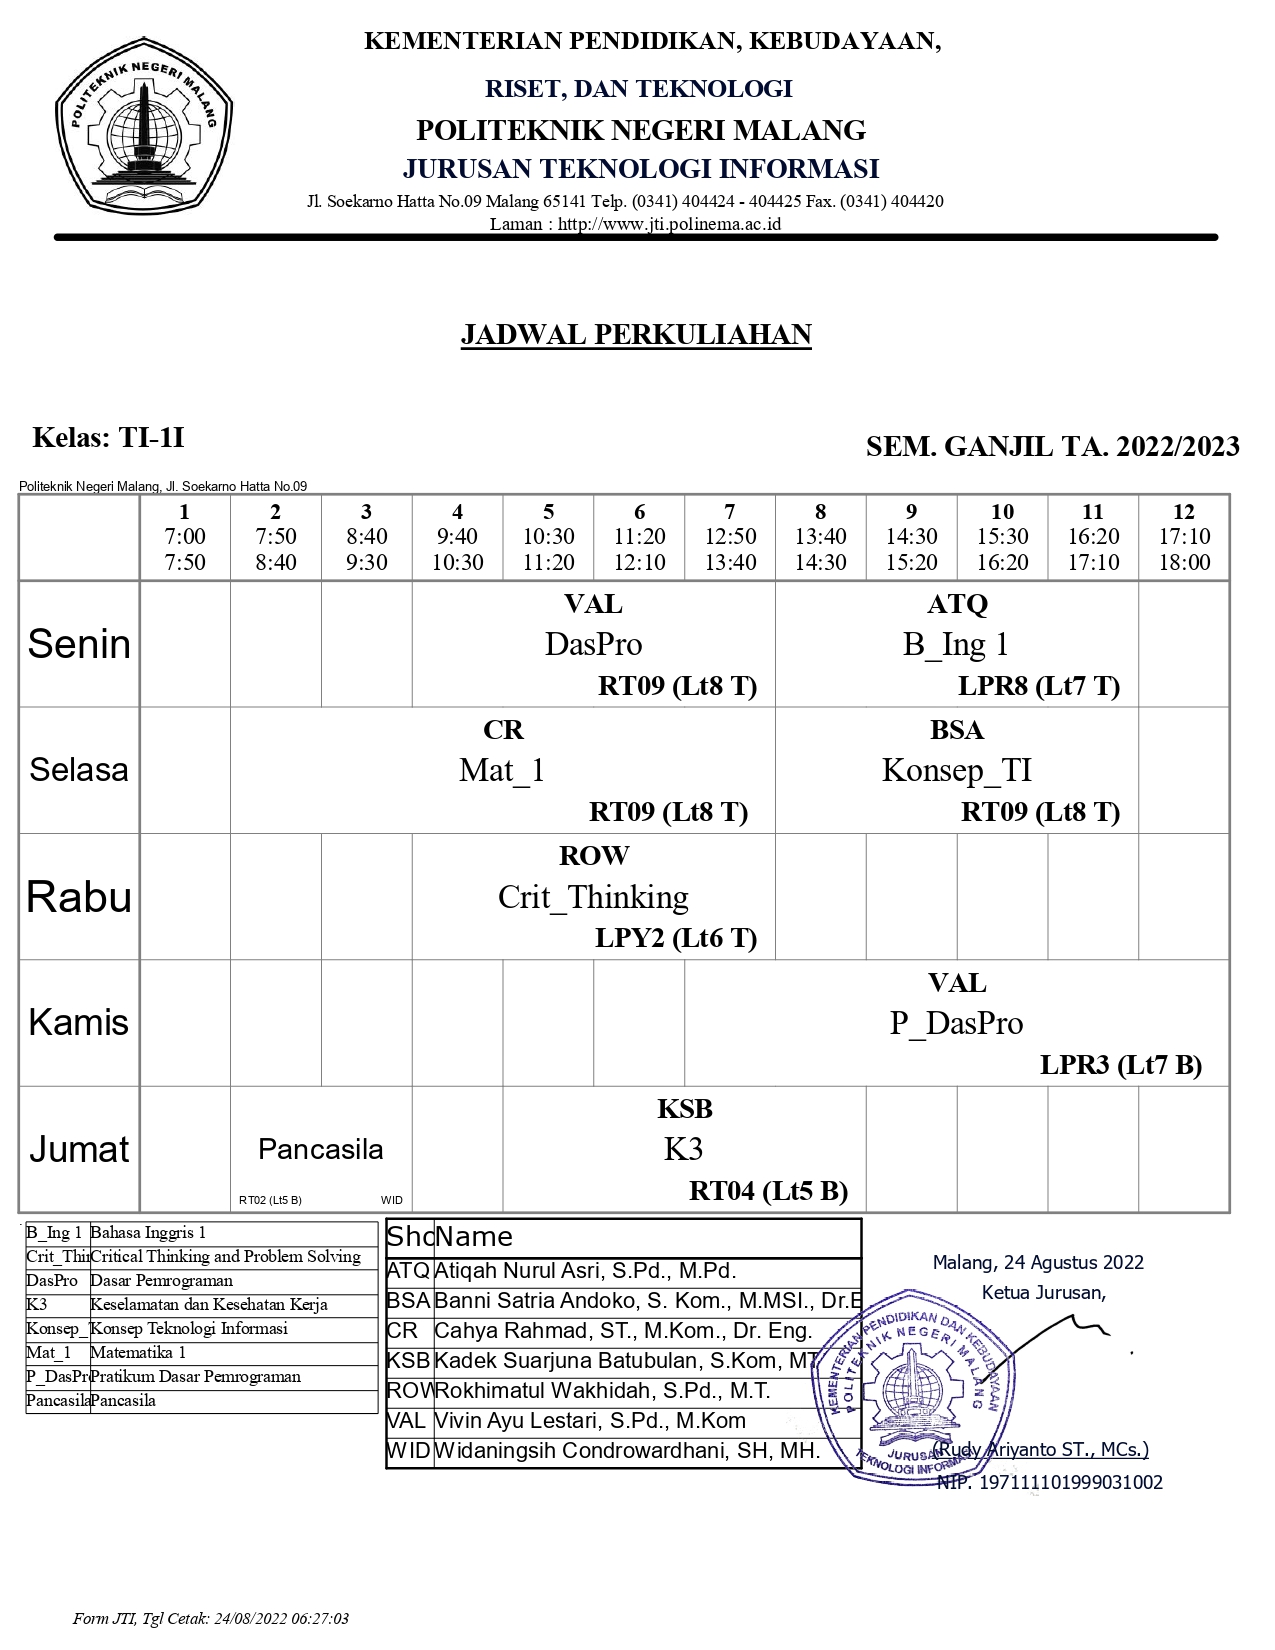 POLITEKNIK NEGERI MALANG
KEMENTERIAN PENDIDIKAN, KEBUDAYAAN,
RISET, DAN TEKNOLOGI
POLITEKNIK NEGERI MALANG
JURUSAN TEKNOLOGI INFORMASI
Jl. Soekarno Hatta No.09 Malang 65141 Telp. (0341) 404424 - 404425 Fax. (0341) 404420
Laman : http://www.jti.polinema.ac.id
JADWAL PERKULIAHAN
Kelas: TI-1I
SEM. GANJIL TA. 2022/2023
Politeknik Negeri Malang, Jl. Soekarno Hatta No.09
1 2 3 4 5 6 7 8 9 10 11 12
7:00 7:50 8:40 9:40 10:30 11:20 12:50 13:40 14:30 15:30 16:20 17:10
7:50 8:40 9:30 10:30 11:20 12:10 13:40 14:30 15:20 16:20 17:10 18:00
VAL ATQ
Senin DasPro B_Ing 1
RT09 (Lt8 T) LPR8 (Lt7 T)
CR BSA
Selasa Mat_1 Konsep_TI
RT09 (Lt8 T) RT09 (Lt8 T)
ROW
Rabu Crit_Thinking
LPY2 (Lt6 T)
VAL
Kamis P_DasPro
LPR3 (Lt7 B)
KSB
Jumat Pancasila K3
RT02 (Lt5 B) WID RT04 (Lt5 B)
B_Ing 1 Bahasa Inggris 1
Crit_Thin Critical Thinking and Problem Solving
DasPro Dasar Pemrograman
K3 Keselamatan dan Kesehatan Kerja
Konsep_ Konsep Teknologi Informasi
Mat_1 Matematika 1
P_DasPr Pratikum Dasar Pemrograman
Pancasila Pancasila
Sho Name
ATQ Atiqah Nurul Asri, S.Pd., M.Pd.
BSA Banni Satria Andoko, S. Kom., M.MSI., Dr.E
CR Cahya Rahmad, ST., M.Kom., Dr. Eng.
KSB Kadek Suarjuna Batubulan, S.Kom, MT
ROW Rokhimatul Wakhidah, S.Pd., M.T.
VAL Vivin Ayu Lestari, S.Pd., M.Kom
WID Widaningsih Condrowardhani, SH, MH.
Malang, 24 Agustus 2022
Ketua Jurusan,
KEMENTERIAN PENDIDIKAN DAN KEBUDAYAAN
POLITEKNIK NEGERI MALANG
JURUSAN
TEKNOLOGI INFORMASI
(Rudy Ariyanto ST., MCs.)
NIP. 197111101999031002
Form JTI, Tgl Cetak: 24/08/2022 06:27:03